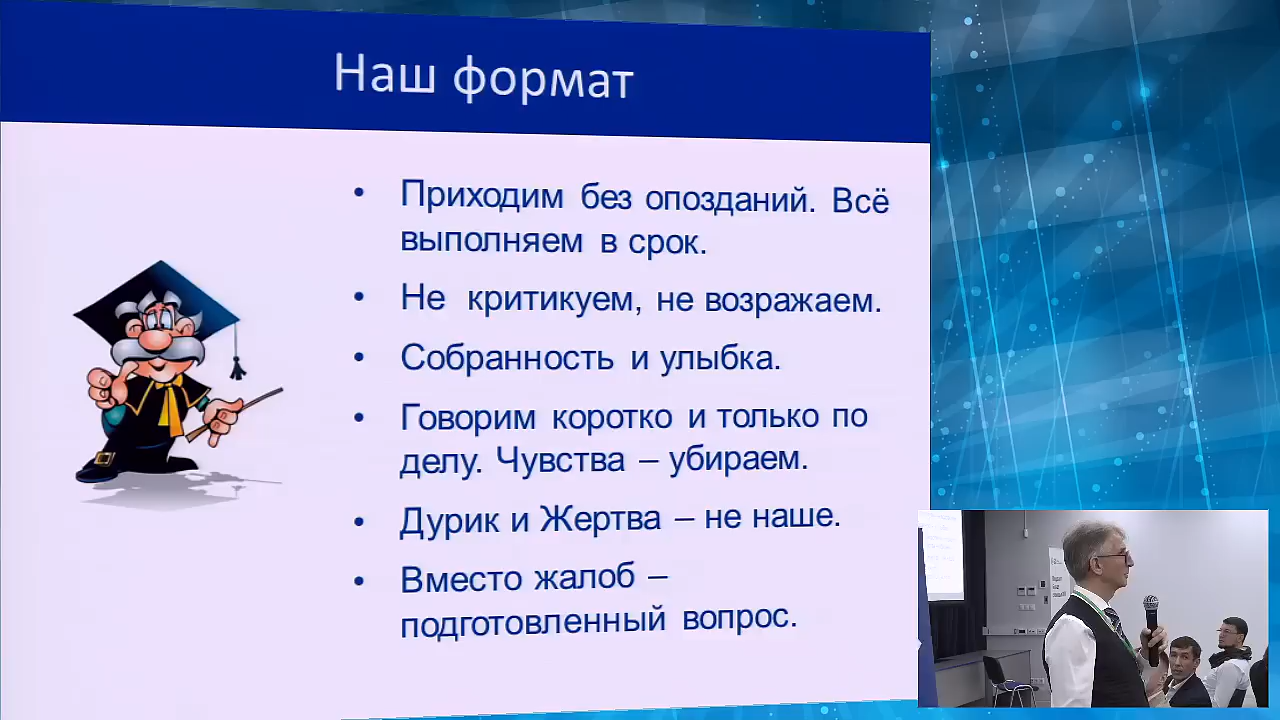 Наш формат
• Приходим без опозданий. Всё
выполняем в срок.
• Не критикуем, не возражаем.
• Собранность и улыбка.
• Говорим коротко и только по
делу. Чувства – убираем.
• Дурик и Жертва – не наше.
• Вместо жалоб –
подготовленный вопрос.